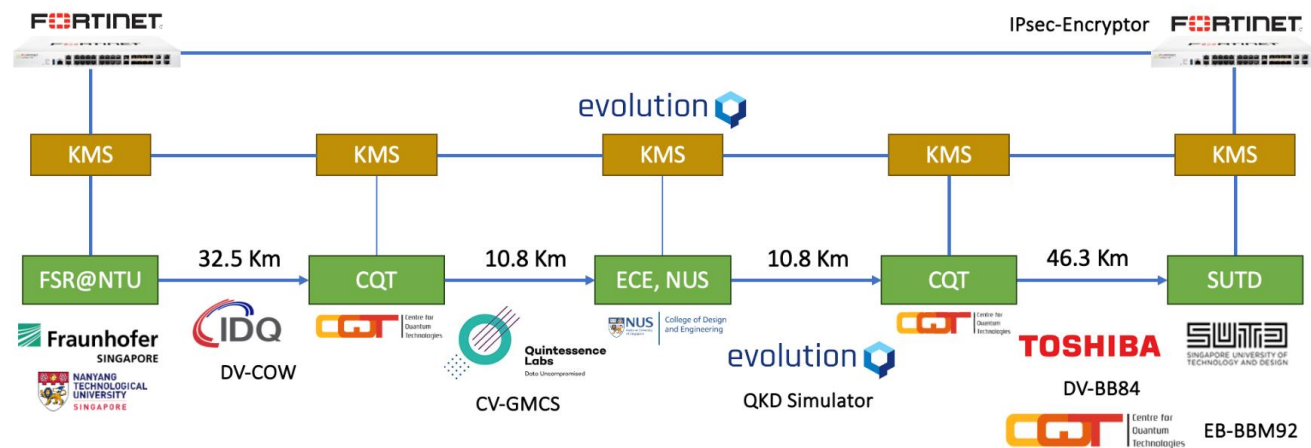 FORTINET
IPsec-Encryptor
FORTINET
evolution
KMS
KMS
KMS
KMS
KMS
32.5 Km
10.8 Km
10.8 Km
46.3 Km
FSR@NTU
CQT
ECE, NUS
CQT
SUTD
Fraunhofer
SINGAPORE
NANYANG
TECHNOLOGICAL
UNIVERSITY
SINGAPORE
IDQ
DV-COW
CQT
Centre for
Quantum
Technologies
Quintessence
Labs
Data Uncompromised
CV-GMCS
NUS
College of Design
and Engineering
evolution
QKD Simulator
CQT
Centre for
Quantum
Technologies
TOSHIBA
DV-BB84
SUTD
SINGAPORE UNIVERSITY OF
TECHNOLOGY AND DESIGN
CQT
Centre for
Quantum
Technologies
EB-BBM92